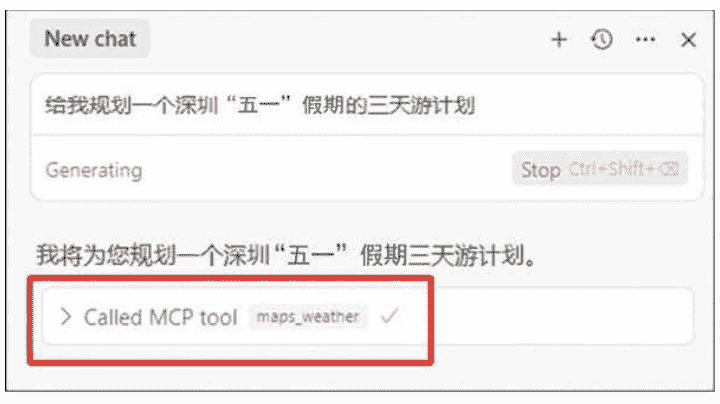 New chat
给我规划一个深圳“五一”假期的三天游计划
Generating
Stop Ctrl+Shift+⌫
我将为您规划一个深圳“五一”假期三天游计划。
Called MCP tool maps_weather